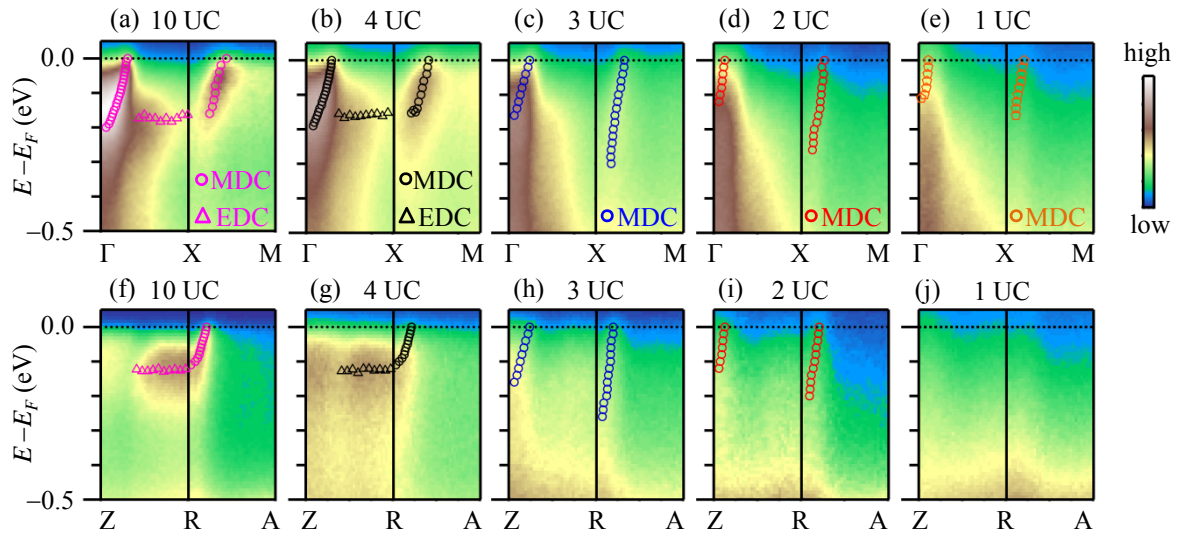 (a) 10 UC (b) 4 UC (c) 3 UC (d) 2 UC (e) 1 UC
high
low
E−E_F (eV)
0.0
−0.5
MDC
EDC
MDC
EDC
MDC
MDC
MDC
Γ X M Γ X M Γ X M Γ X M Γ X M
(f) 10 UC (g) 4 UC (h) 3 UC (i) 2 UC (j) 1 UC
E−E_F (eV)
0.0
−0.5
Z R A Z R A Z R A Z R A Z R A